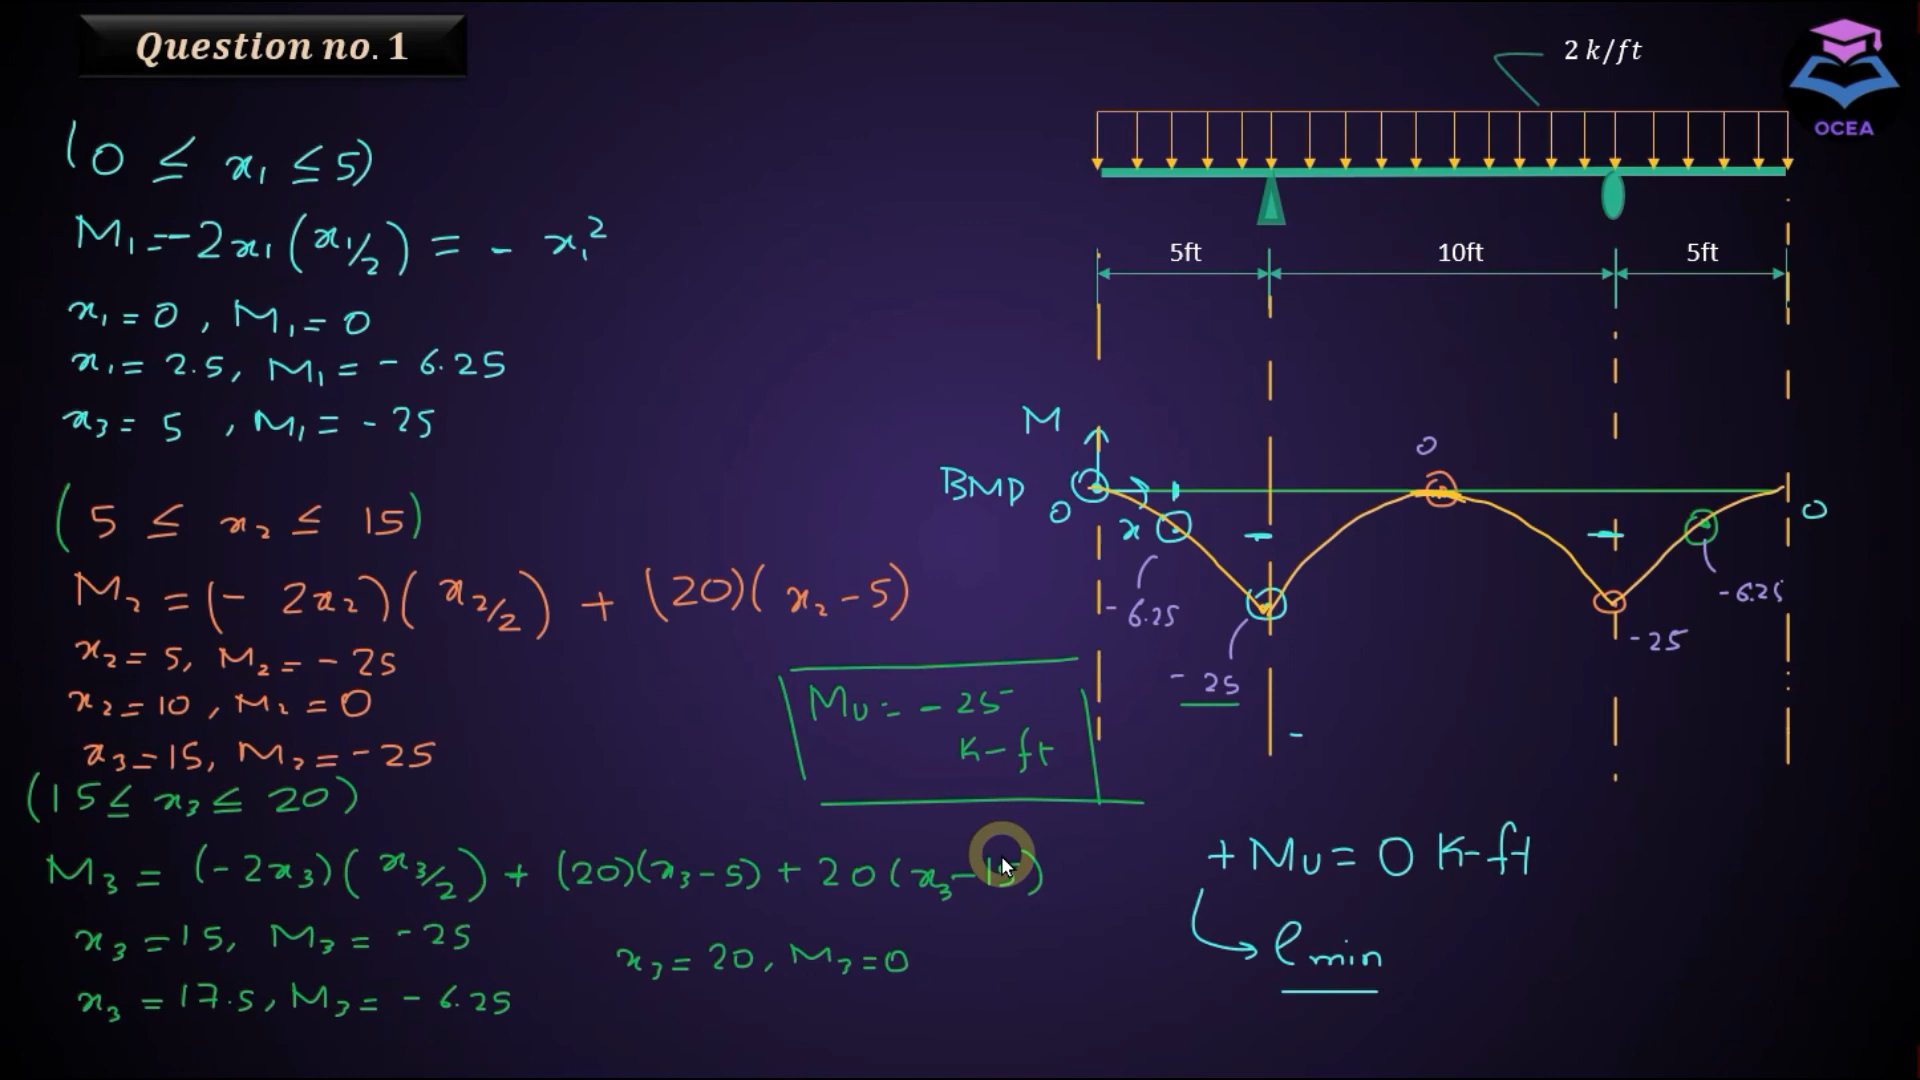 Question no. 1
2 k/ft
OCEA
(0 ≤ x₁ ≤ 5)
M₁ = -2x₁(x₁/2) = - x₁²
x₁ = 0 , M₁ = 0
x₁ = 2.5, M₁ = - 6.25
x₃ = 5 , M₁ = - 25
(5 ≤ x₂ ≤ 15)
M₂ = (- 2x₂)(x₂/2) + (20)(x₂ - 5)
x₂ = 5, M₂ = - 25
x₂ = 10 , M₂ = 0
x₃ = 15, M₂ = - 25
(15 ≤ x₃ ≤ 20)
M₃ = (-2x₃)(x₃/2) + (20)(x₃ - 5) + 20(x₃ - 15)
x₃ = 15, M₃ = - 25
x₃ = 20, M₃ = 0
x₃ = 17.5, M₃ = - 6.25
Mu = - 25
K-ft
5ft 10ft 5ft
M
BMD
0
x
0
0
- 6.25
- 25
- 25
- 6.25
+ Mu = 0 K-ft
ρ min